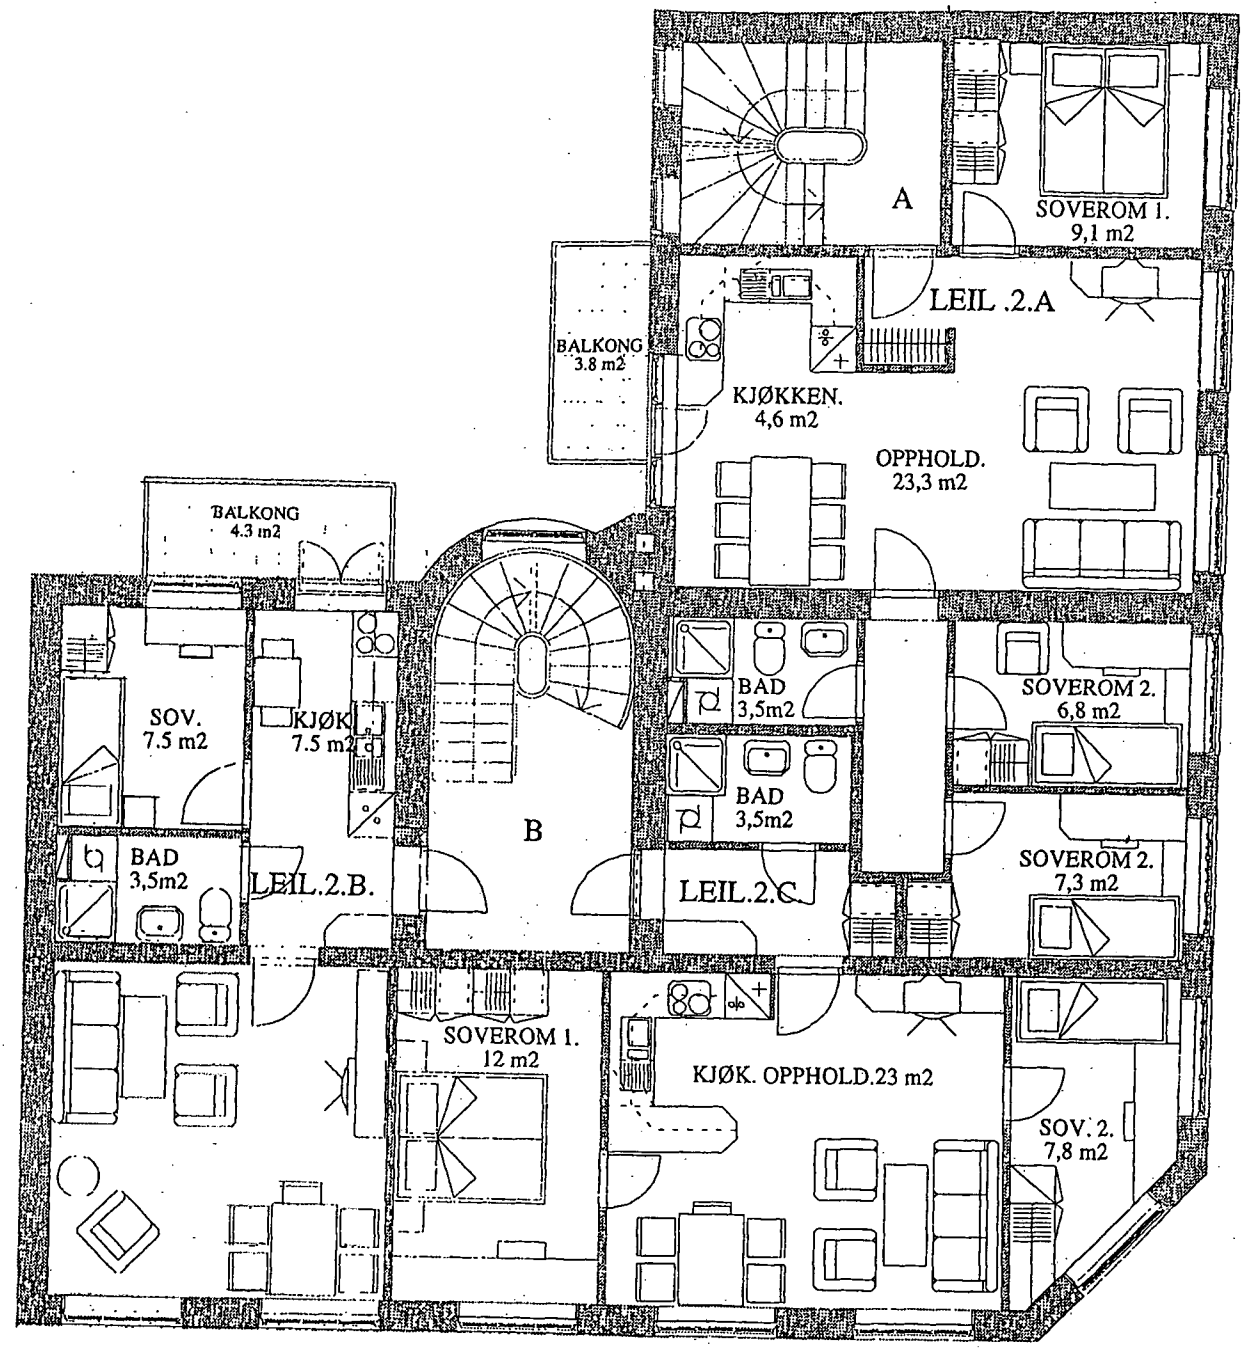 A
SOVEROM 1.
9,1 m2
LEIL .2.A
BALKONG
3.8 m2
KJØKKEN.
4,6 m2
OPPHOLD.
23,3 m2
BALKONG
4.3 m2
BAD
3,5m2
SOVEROM 2.
6,8 m2
SOV.
7.5 m2
KJØK
7.5 m2
BAD
3,5m2
B
SOVEROM 2.
7,3 m2
BAD
3,5m2
LEIL.2.B.
LEIL.2.C.
SOVEROM 1.
12 m2
KJØK. OPPHOLD.23 m2
SOV. 2.
7,8 m2